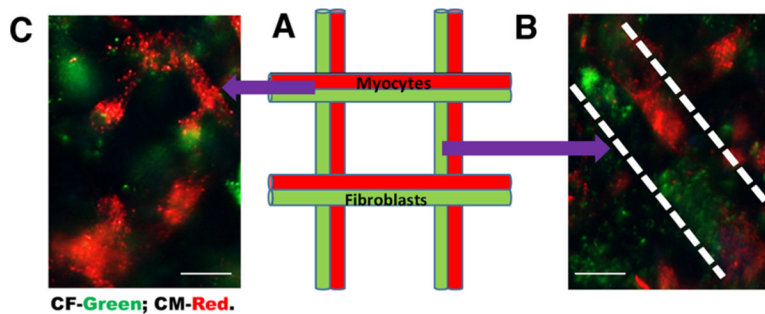 C
A
B
Myocytes
Fibroblasts
CF-Green; CM-Red.